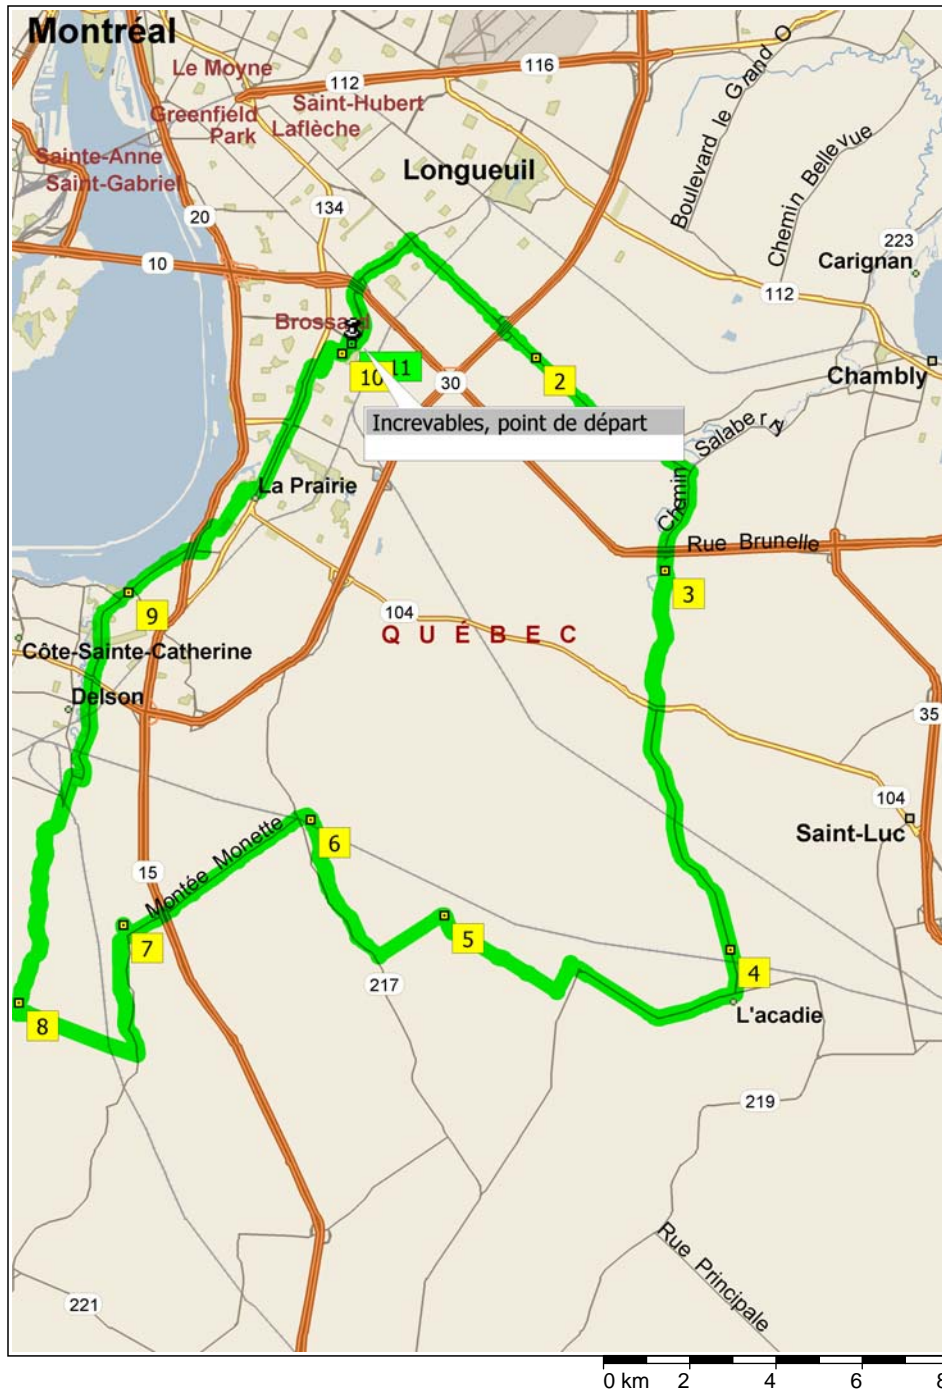 Montréal
Le Moyne
116
112
Saint-Hubert
Greenfield
Park
Laflèche
Boulevard le Grand O
Chemin Bellevue
Sainte-Anne
Saint-Gabriel
Longueuil
20
134
223
10
Carignan
112
Brossard
10
11
30
2
Chambly
Increvables, point de départ
Chemin Salaberry
La Prairie
Rue Brunelle
3
9
104
QUÉBEC
Côte-Sainte-Catherine
Delson
35
104
Saint-Luc
6
15
Montée Monette
7
5
4
217
L'acadie
8
219
Rue Principale
221
0 km 2 4 6 8